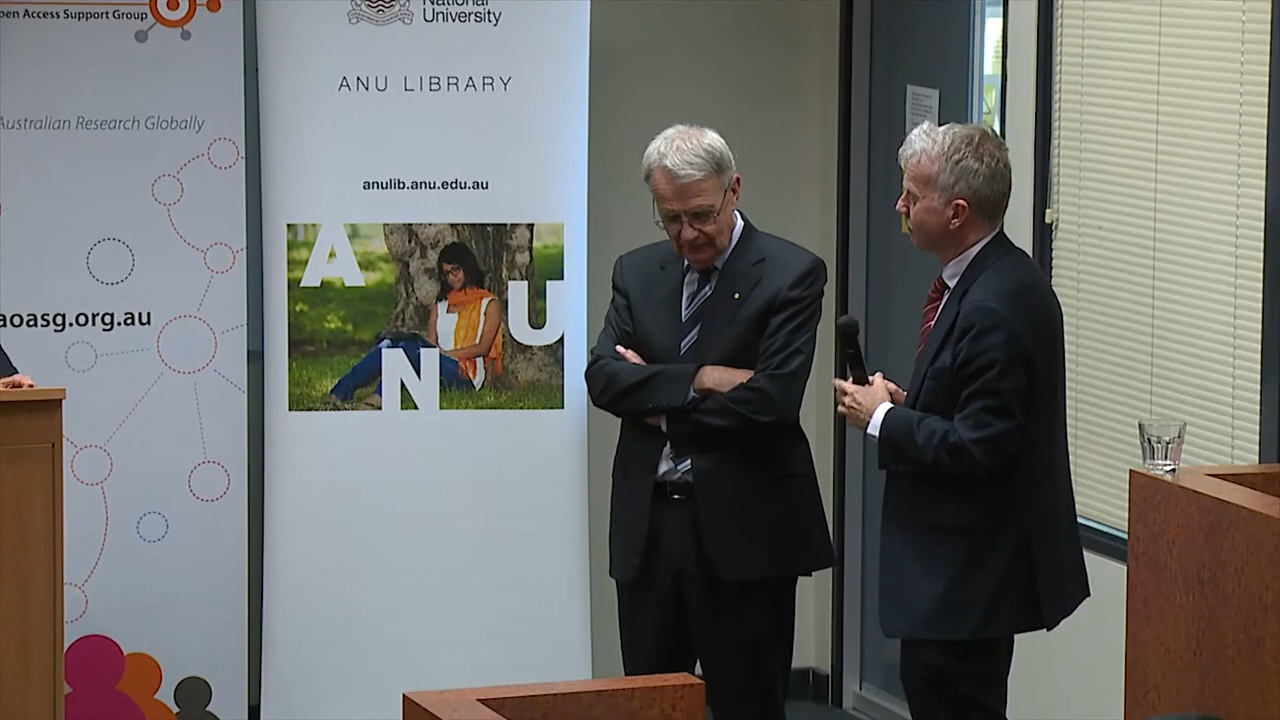 pen Access Support Group
Australian Research Globally
aoasg.org.au
National
University
ANU LIBRARY
anulib.anu.edu.au
A
N
U